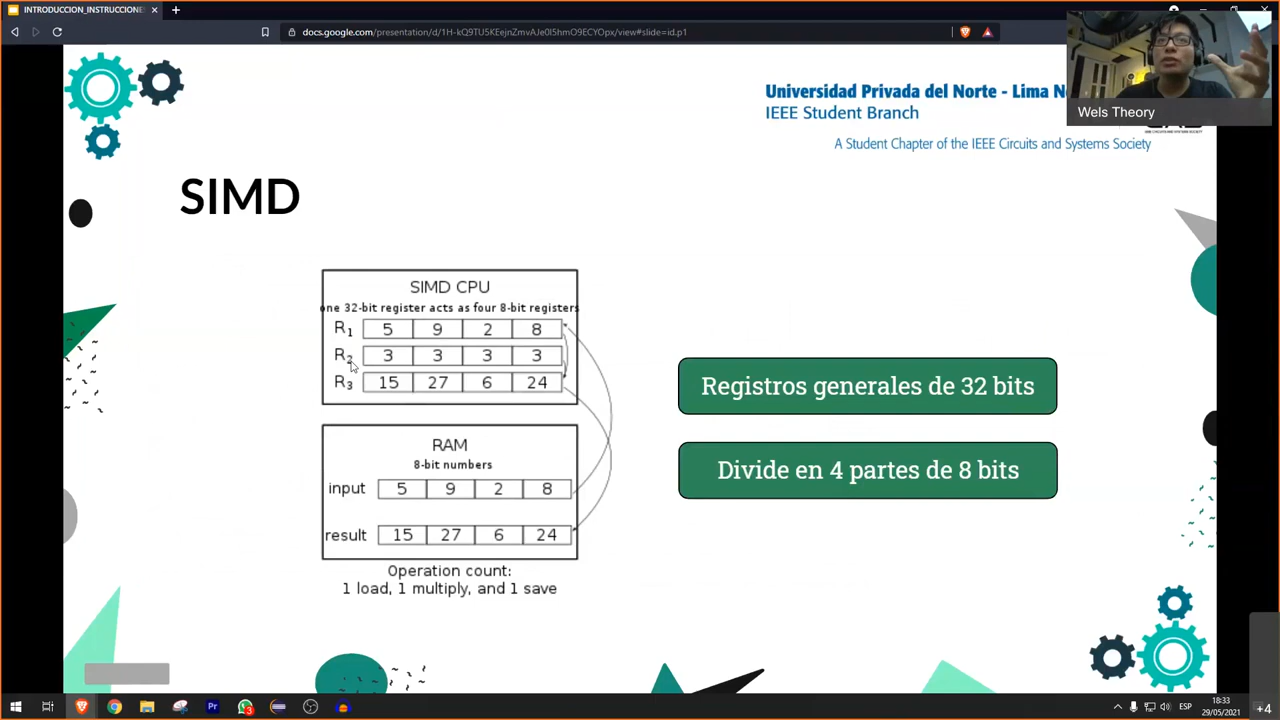 INTRODUCCION_INSTRUCCIONE
docs.google.com/presentation/d/1H-kQ9TU5KEejnZmvAJe0I5hmO9ECYOpx/view#slide=id.p1
Universidad Privada del Norte - Lima No
IEEE Student Branch
A Student Chapter of the IEEE Circuits and Systems Society
Wels Theory
SIMD
SIMD CPU
one 32-bit register acts as four 8-bit registers
R1 5 9 2 8
R2 3 3 3 3
R3 15 27 6 24
RAM
8-bit numbers
input 5 9 2 8
result 15 27 6 24
Operation count:
1 load, 1 multiply, and 1 save
Registros generales de 32 bits
Divide en 4 partes de 8 bits
3
Pr
ESP
18:33
29/05/2021
+4